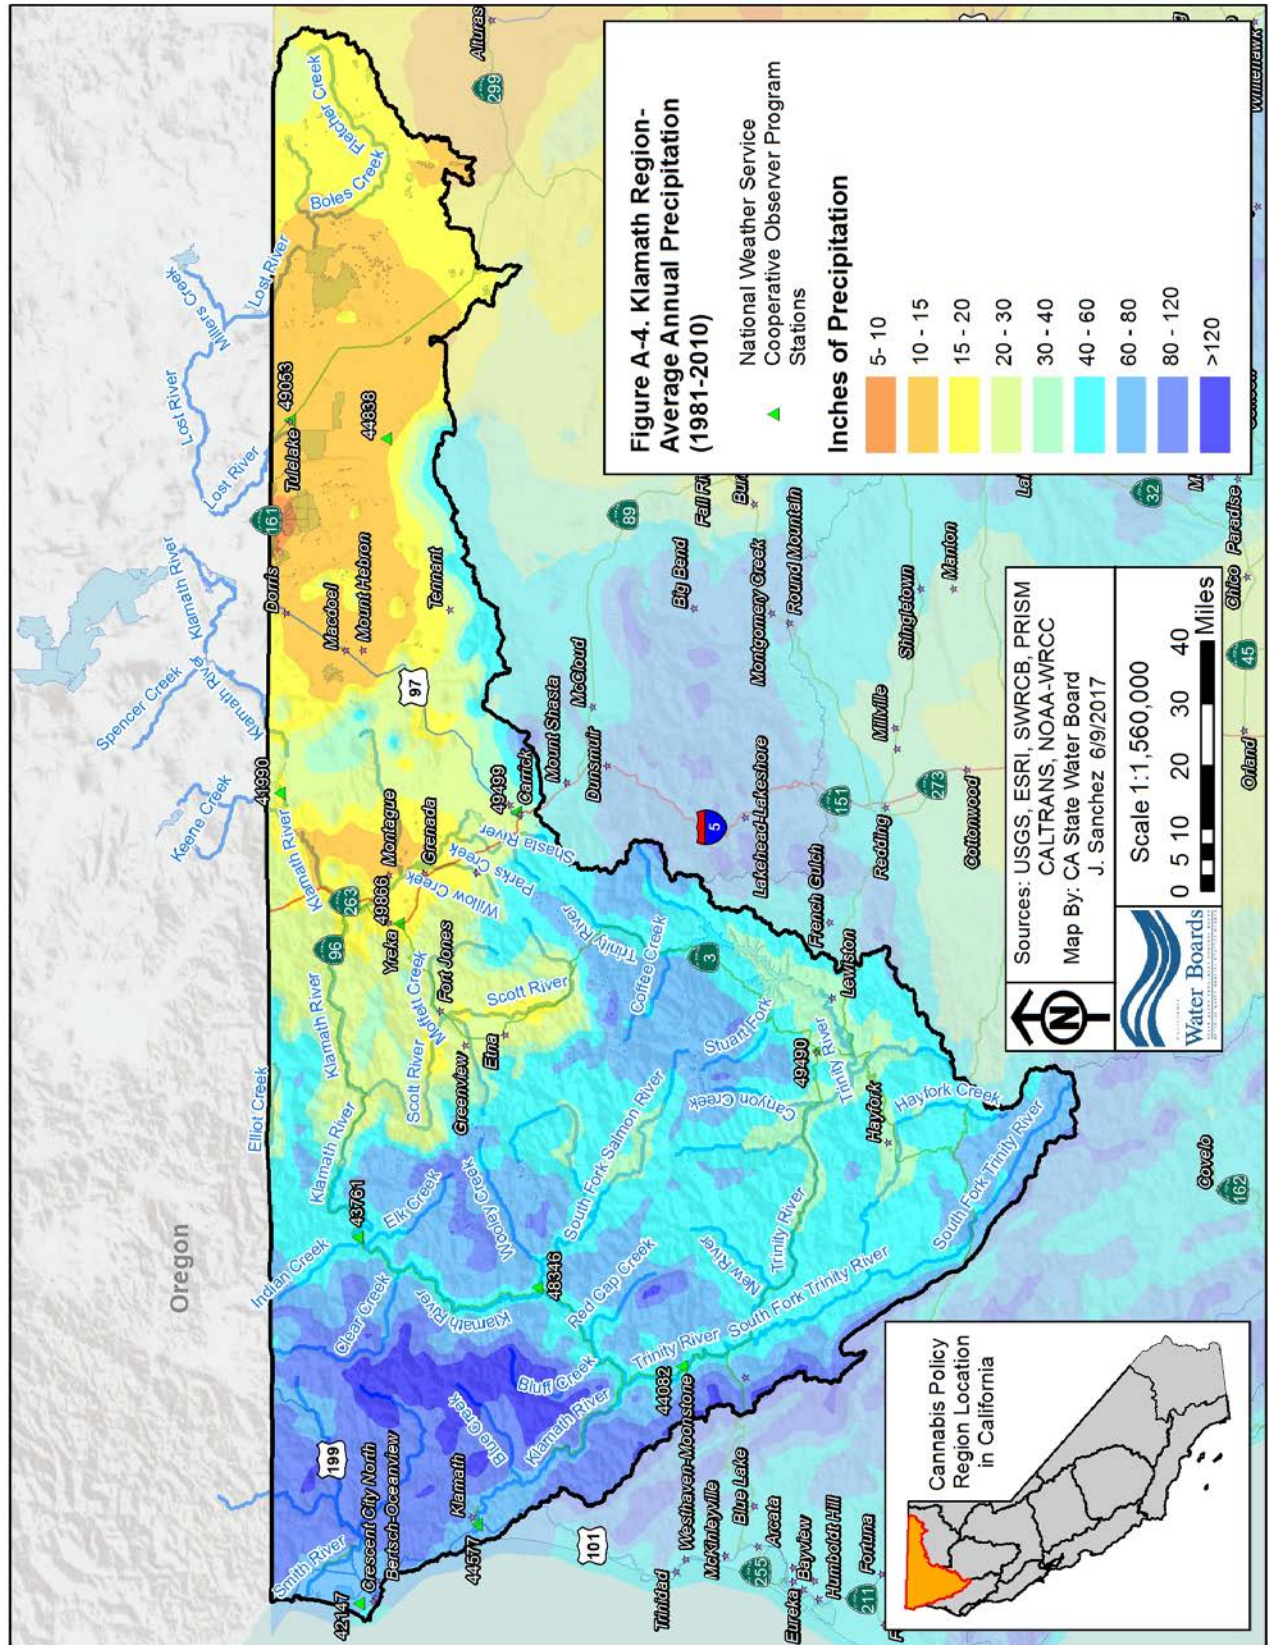 Figure A-4. Klamath Region-
Average Annual Precipitation
(1981-2010)
National Weather Service
Cooperative Observer Program
Stations
Inches of Precipitation
5- 10
10 - 15
15 - 20
20 - 30
30 - 40
40 - 60
60 - 80
80 - 120
>120
Oregon
Smith River
199
42147
Crescent City North
Bertsch-Oceanview
Klamath
44577
101
Blue Creek
Klamath River
Bluff Creek
Indian Creek
Clear Creek
43761
Elk Creek
Klamath River
48346
Wooley Creek
Red Cap Creek
South Fork Salmon River
Elliot Creek
Klamath River
Klamath River
96
263
Klamath River
41990
Keene Creek
Spencer Creek
Klamath River
Klamath River
Dorris
161
Lost River
Lost River
Millers Creek
Lost River
Tulelake
49053
44838
Boles Creek
Fletcher Creek
Alturas
299
Macdoel
Mount Hebron
Tennant
97
Yreka
49866
Montague
Grenada
Willow Creek
Parks Creek
Shasta River
49499
Carrick
Moffett Creek
Fort Jones
Scott River
Scott River
Greenview
Etna
Trinity River
Coffee Creek
3
Stuart Fork
Canyon Creek
49490
Trinity River
Lewiston
Hayfork
Hayfork Creek
New River
Trinity River
South Fork Trinity River
South Fork Trinity River
Trinity River
44082
Trinidad
Westhaven-Moonstone
McKinleyville
Blue Lake
255
Arcata
Eureka
Bayview
Humboldt Hill
211
Fortuna
Mount Shasta
McCloud
Dunsmuir
5
89
Big Bend
Fall Ri
Bur
Montgomery Creek
Round Mountain
Lakehead-Lakeshore
French Gulch
151
Redding
Millville
Shingletown
Manton
273
Cottonwood
Lal
32
M
Paradise
Chico
45
Orland
Covelo
162
Whitehawk
Sources: USGS, ESRI, SWRCB, PRISM
CALTRANS, NOAA-WRCC
Map By: CA State Water Board
J. Sanchez 6/9/2017
N
Water Boards
Scale 1:1,560,000
0 5 10 20 30 40
Miles
Cannabis Policy
Region Location
in California